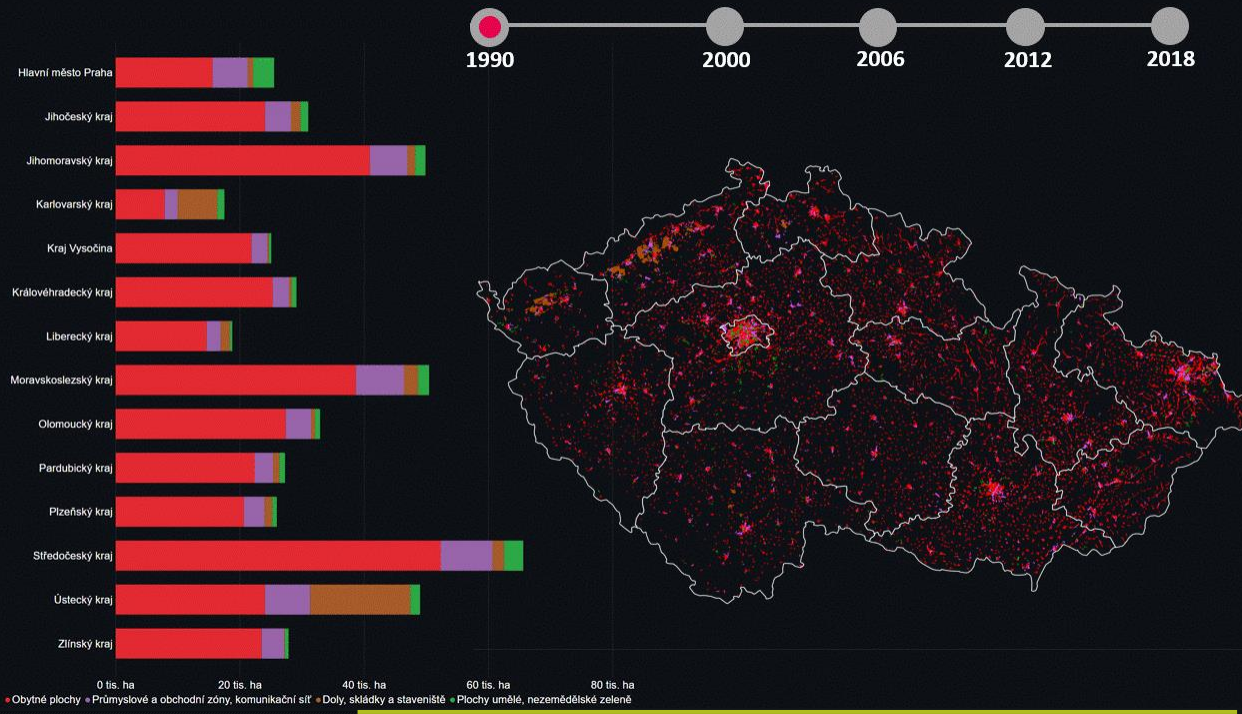 1990 2000 2006 2012 2018
Hlavní město Praha
Jihočeský kraj
Jihomoravský kraj
Karlovarský kraj
Kraj Vysočina
Královéhradecký kraj
Liberecký kraj
Moravskoslezský kraj
Olomoucký kraj
Pardubický kraj
Plzeňský kraj
Středočeský kraj
Ústecký kraj
Zlínský kraj
0 tis. ha 20 tis. ha 40 tis. ha 60 tis. ha 80 tis. ha
Obytné plochy Průmyslové a obchodní zóny, komunikační síť Doly, skládky a staveniště Plochy umělé, nezemědělské zeleně